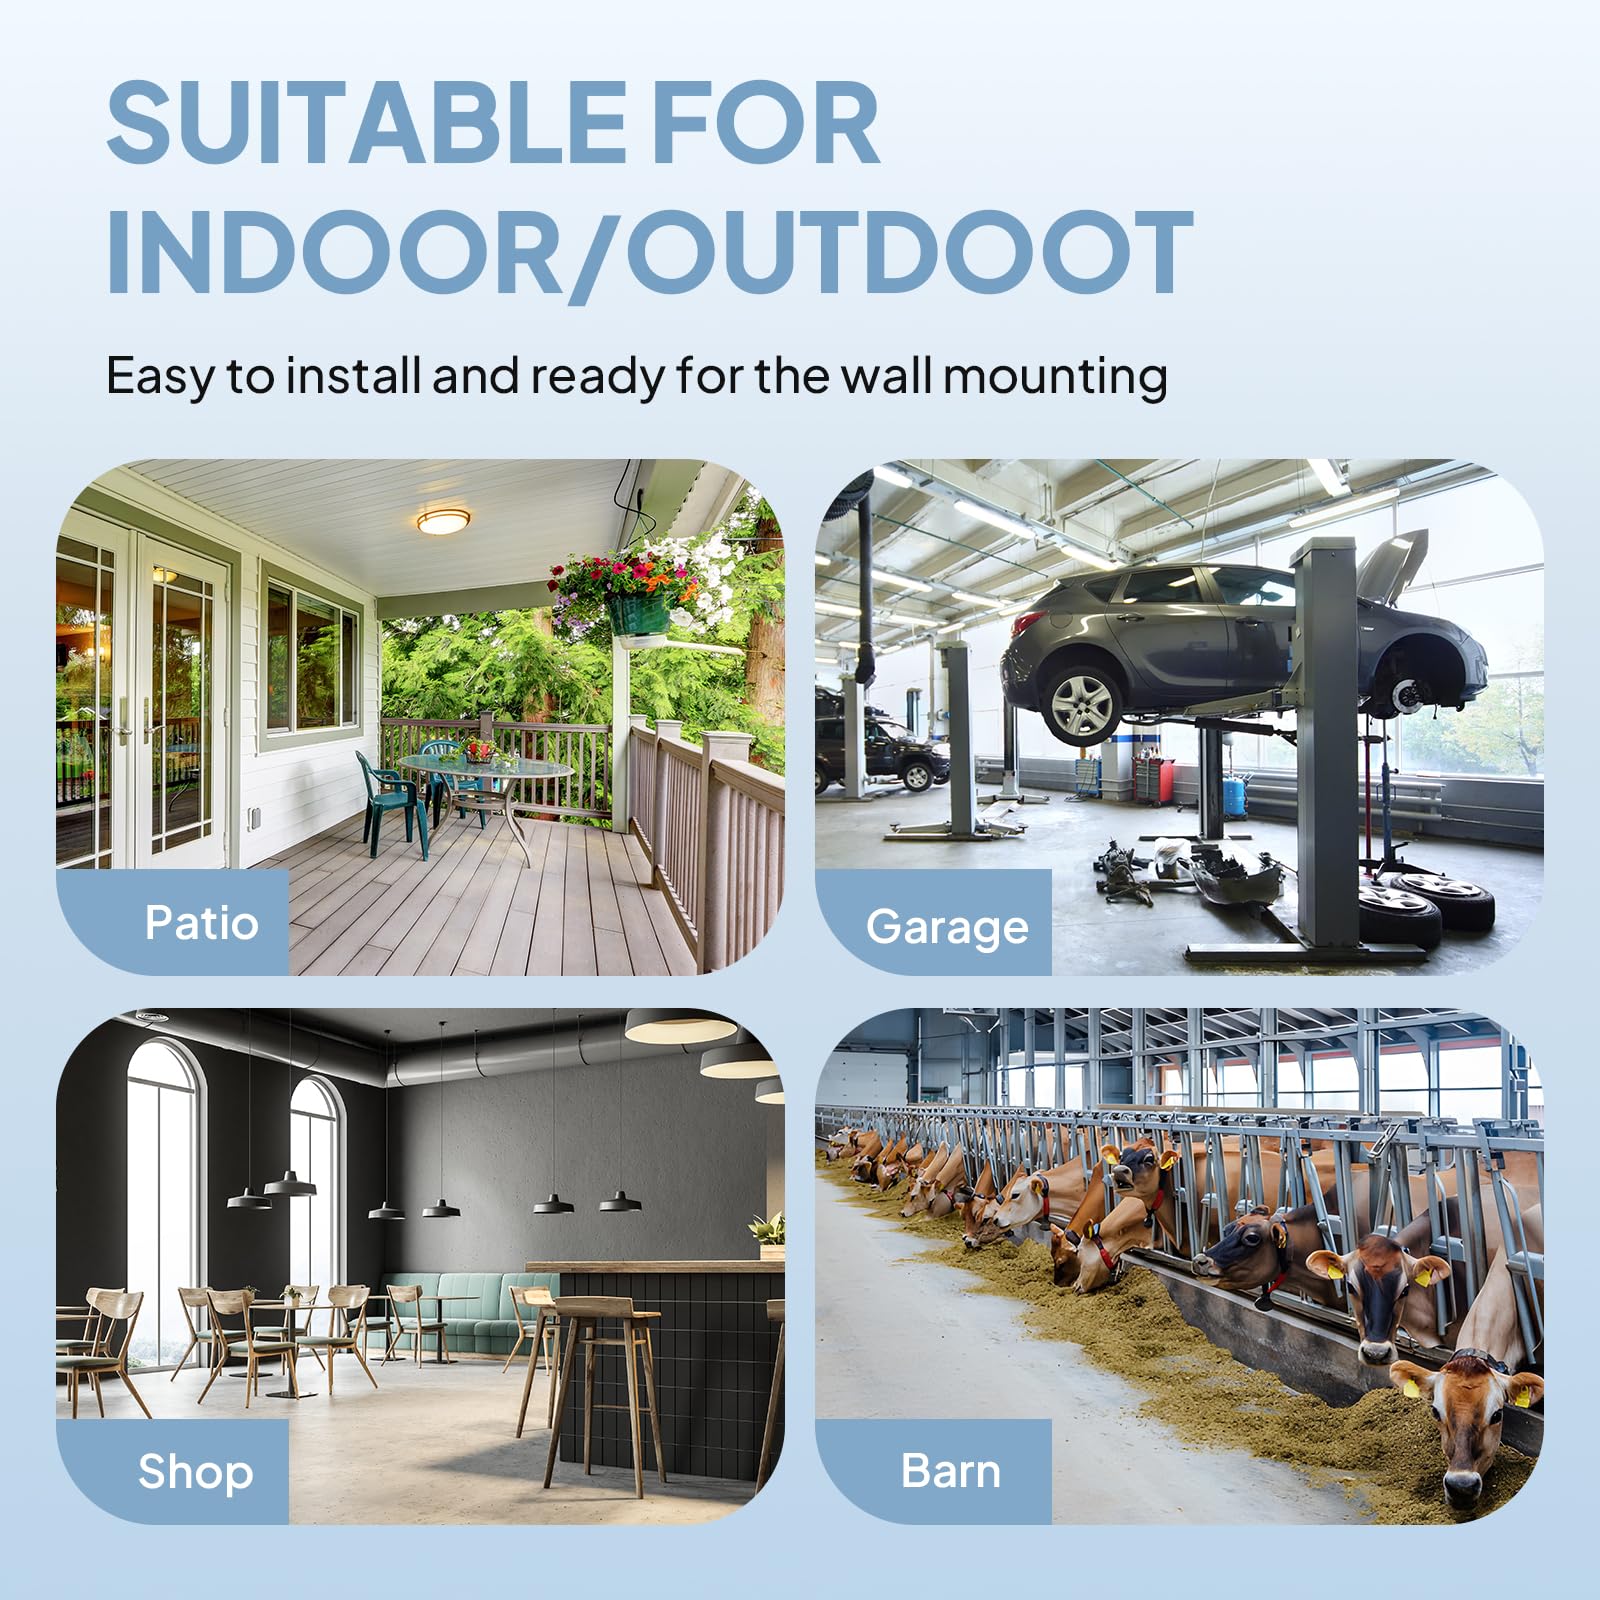 SUITABLE FOR
INDOOR/OUTDOOT
Easy to install and ready for the wall mounting
Patio
Garage
Shop
Barn